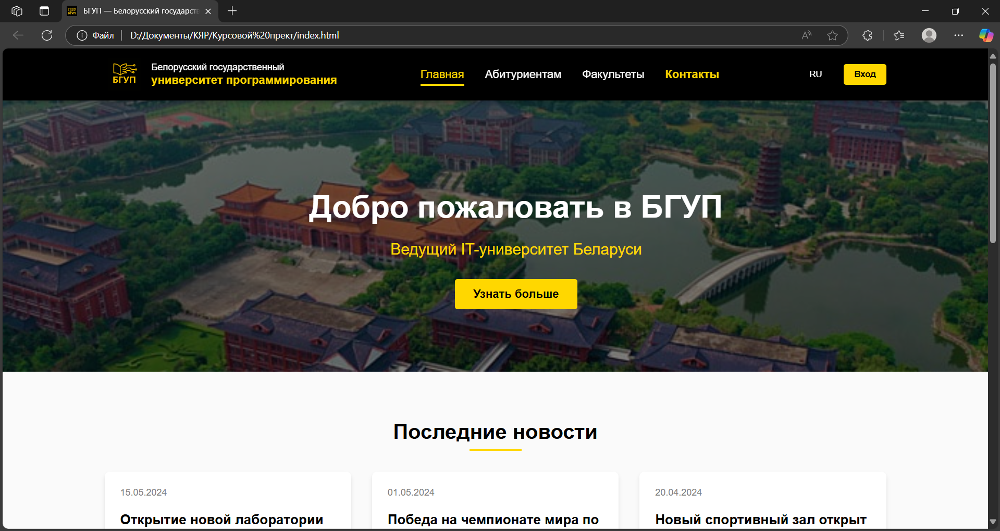 БГУП — Белорусский государств
Файл
D:/Документы/КЯР/Курсовой%20прект/index.html
БГУП
Белорусский государственный
университет программирования
Главная
Абитуриентам
Факультеты
Контакты
RU
Вход
Добро пожаловать в БГУП
Ведущий IT-университет Беларуси
Узнать больше
Последние новости
15.05.2024
Открытие новой лаборатории
01.05.2024
Победа на чемпионате мира по
20.04.2024
Новый спортивный зал открыт